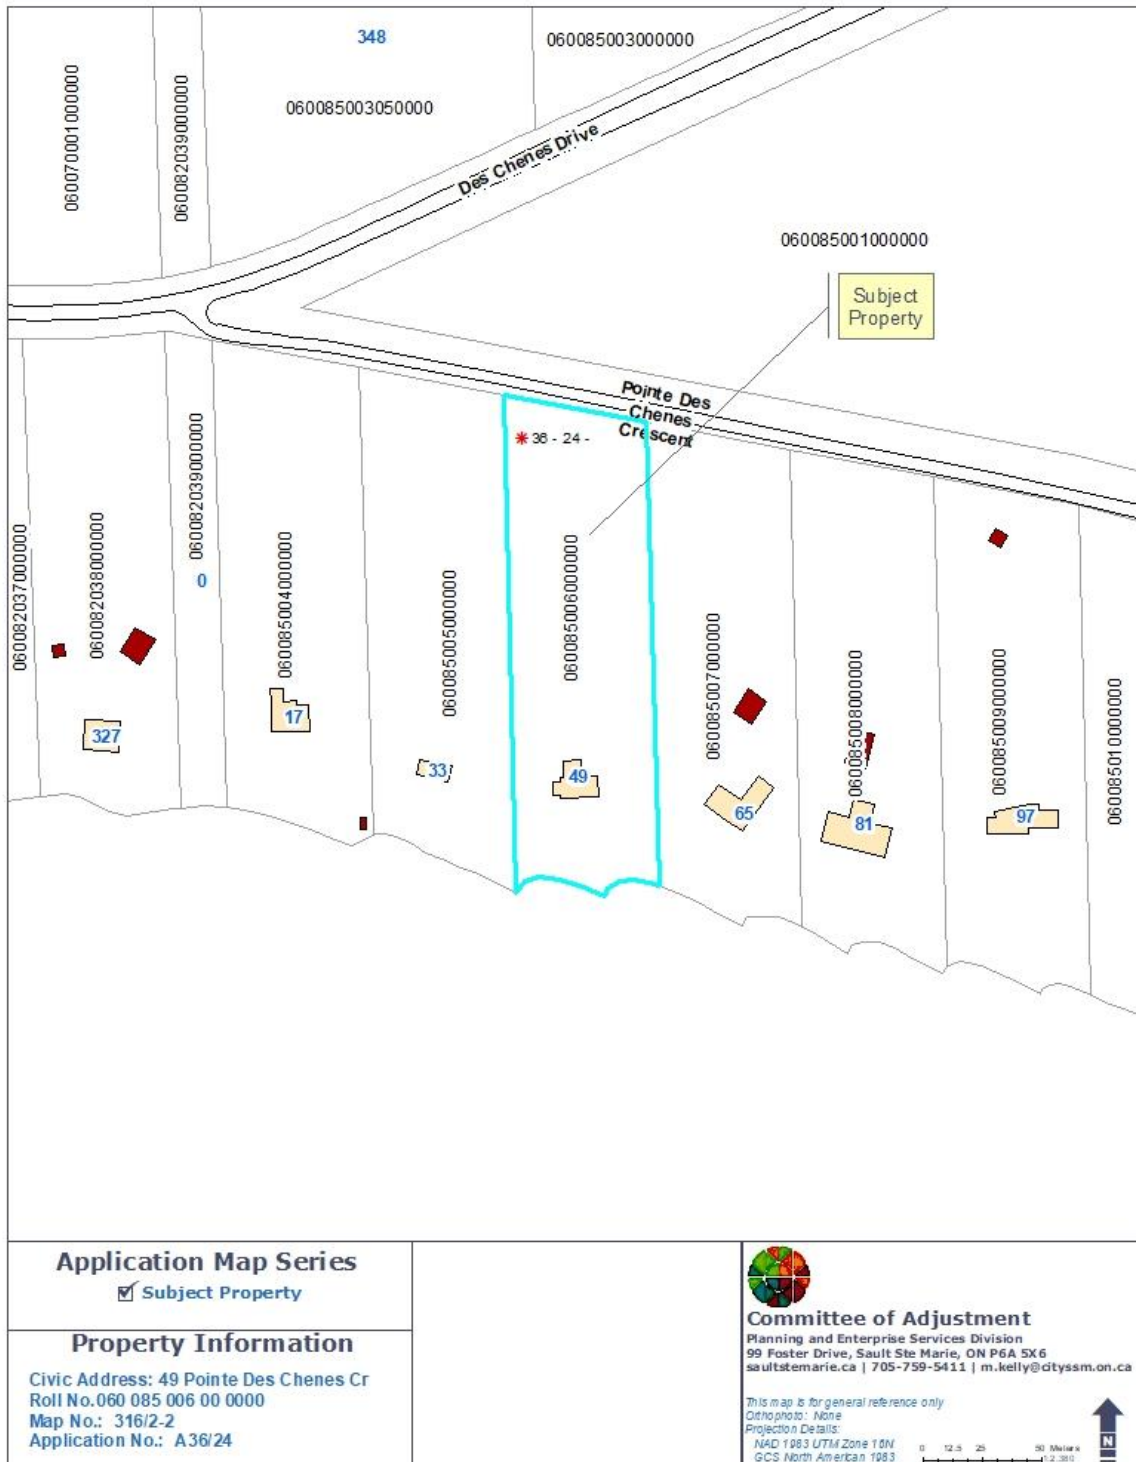 348
060085003000000
060085003050000
060070001000000
060082039000000
Des Chenes Drive
060085001000000
Subject
Property
Pointe Des
Chenes
Crescent
36 - 24 -
060082037000000
060082038000000
060082039000000
0
060085004000000
060085005000000
060085006000000
060085007000000
060085008000000
060085009000000
060085010000000
327
17
33
49
65
81
97
Application Map Series
Subject Property
Property Information
Civic Address: 49 Pointe Des Chenes Cr
Roll No.060 085 006 00 0000
Map No.: 316/2-2
Application No.: A36/24
Committee of Adjustment
Planning and Enterprise Services Division
99 Foster Drive, Sault Ste Marie, ON P6A 5X6
saultstemarie.ca | 705-759-5411 | m.kelly@cityssm.on.ca
This map is for general reference only
Orthophoto: None
Projection Details:
NAD 1983 UTM Zone 16N
GCS North American 1983
0 12.5 25 50 Meters
1:2,380
N